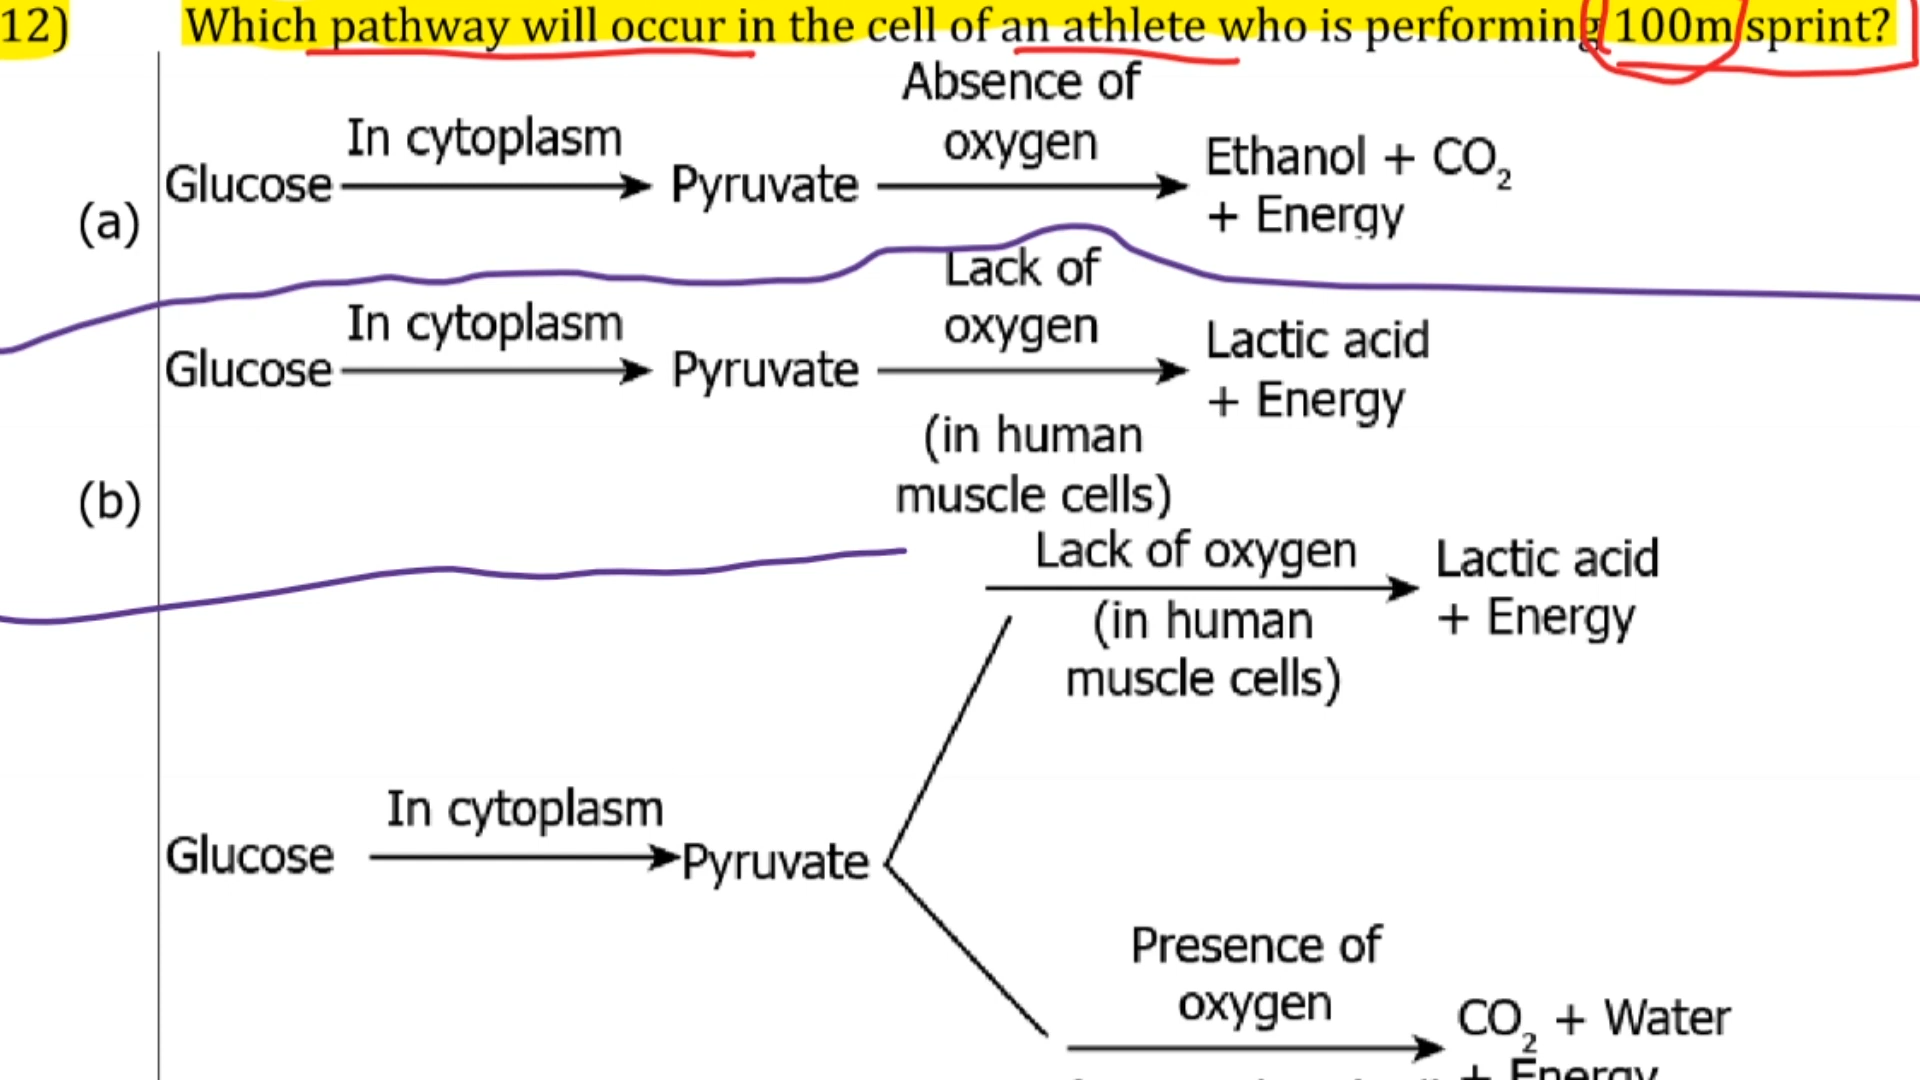 12) Which pathway will occur in the cell of an athlete who is performing 100m sprint?
(a)
Glucose In cytoplasm Pyruvate Absence of
oxygen
Ethanol + CO₂
+ Energy
(b)
Glucose In cytoplasm Pyruvate Lack of
oxygen
(in human
muscle cells)
Lactic acid
+ Energy
Glucose In cytoplasm Pyruvate
Lack of oxygen
(in human
muscle cells)
Lactic acid
+ Energy
Presence of
oxygen
CO₂ + Water
+ Energy